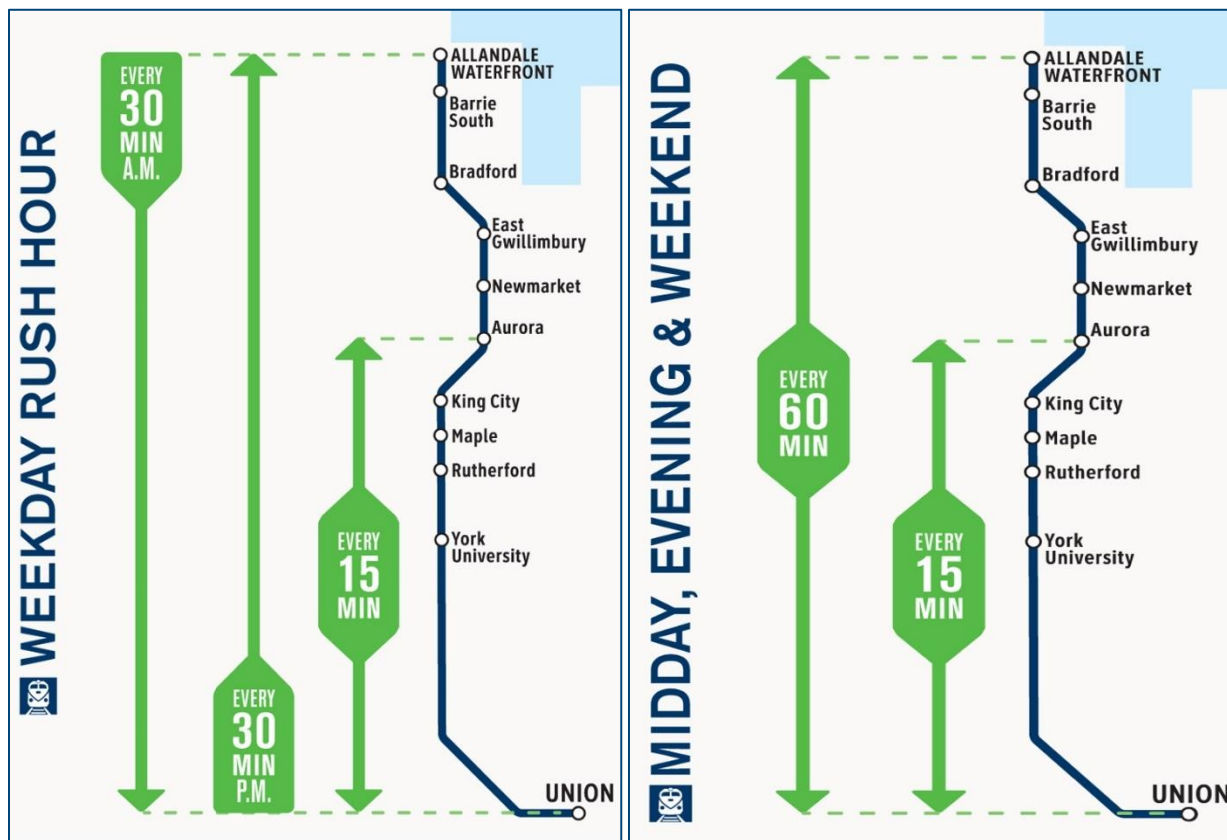 WEEKDAY RUSH HOUR
EVERY
30
MIN
A.M.
EVERY
30
MIN
P.M.
EVERY
15
MIN
ALLANDALE
WATERFRONT
Barrie
South
Bradford
East
Gwillimbury
Newmarket
Aurora
King City
Maple
Rutherford
York
University
UNION
MIDDAY, EVENING & WEEKEND
EVERY
60
MIN
EVERY
15
MIN
ALLANDALE
WATERFRONT
Barrie
South
Bradford
East
Gwillimbury
Newmarket
Aurora
King City
Maple
Rutherford
York
University
UNION